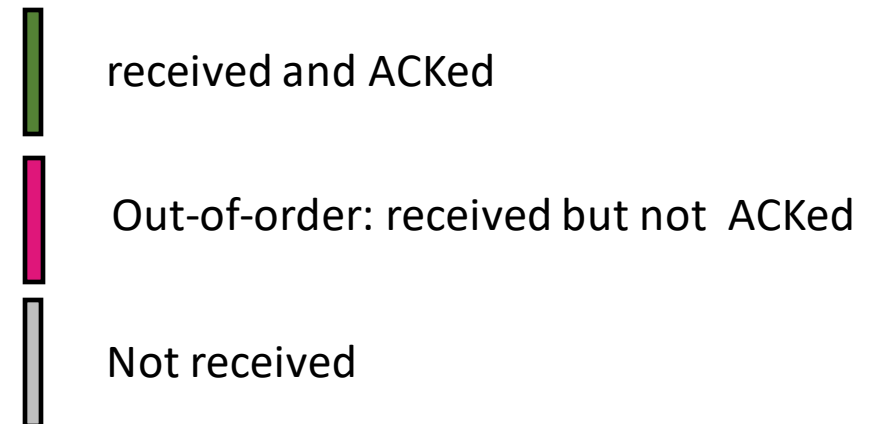 received and ACKed
Out-of-order: received but not ACKed
Not received